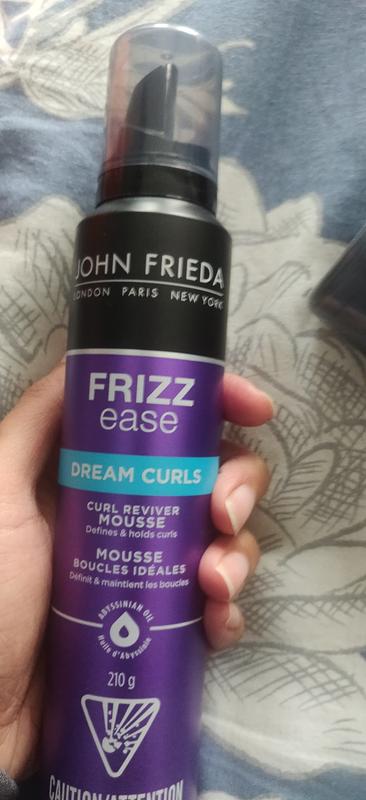 JOHN FRIEDA
LONDON PARIS NEW YORK
FRIZZ
ease
DREAM CURLS
CURL REVIVER
MOUSSE
Defines & holds curls
MOUSSE
BOUCLES IDÉALES
Définit & maintient les boucles
ABYSSINIAN OIL
Huile d'Abyssinie
210 g
CAUTION/ATTENTION